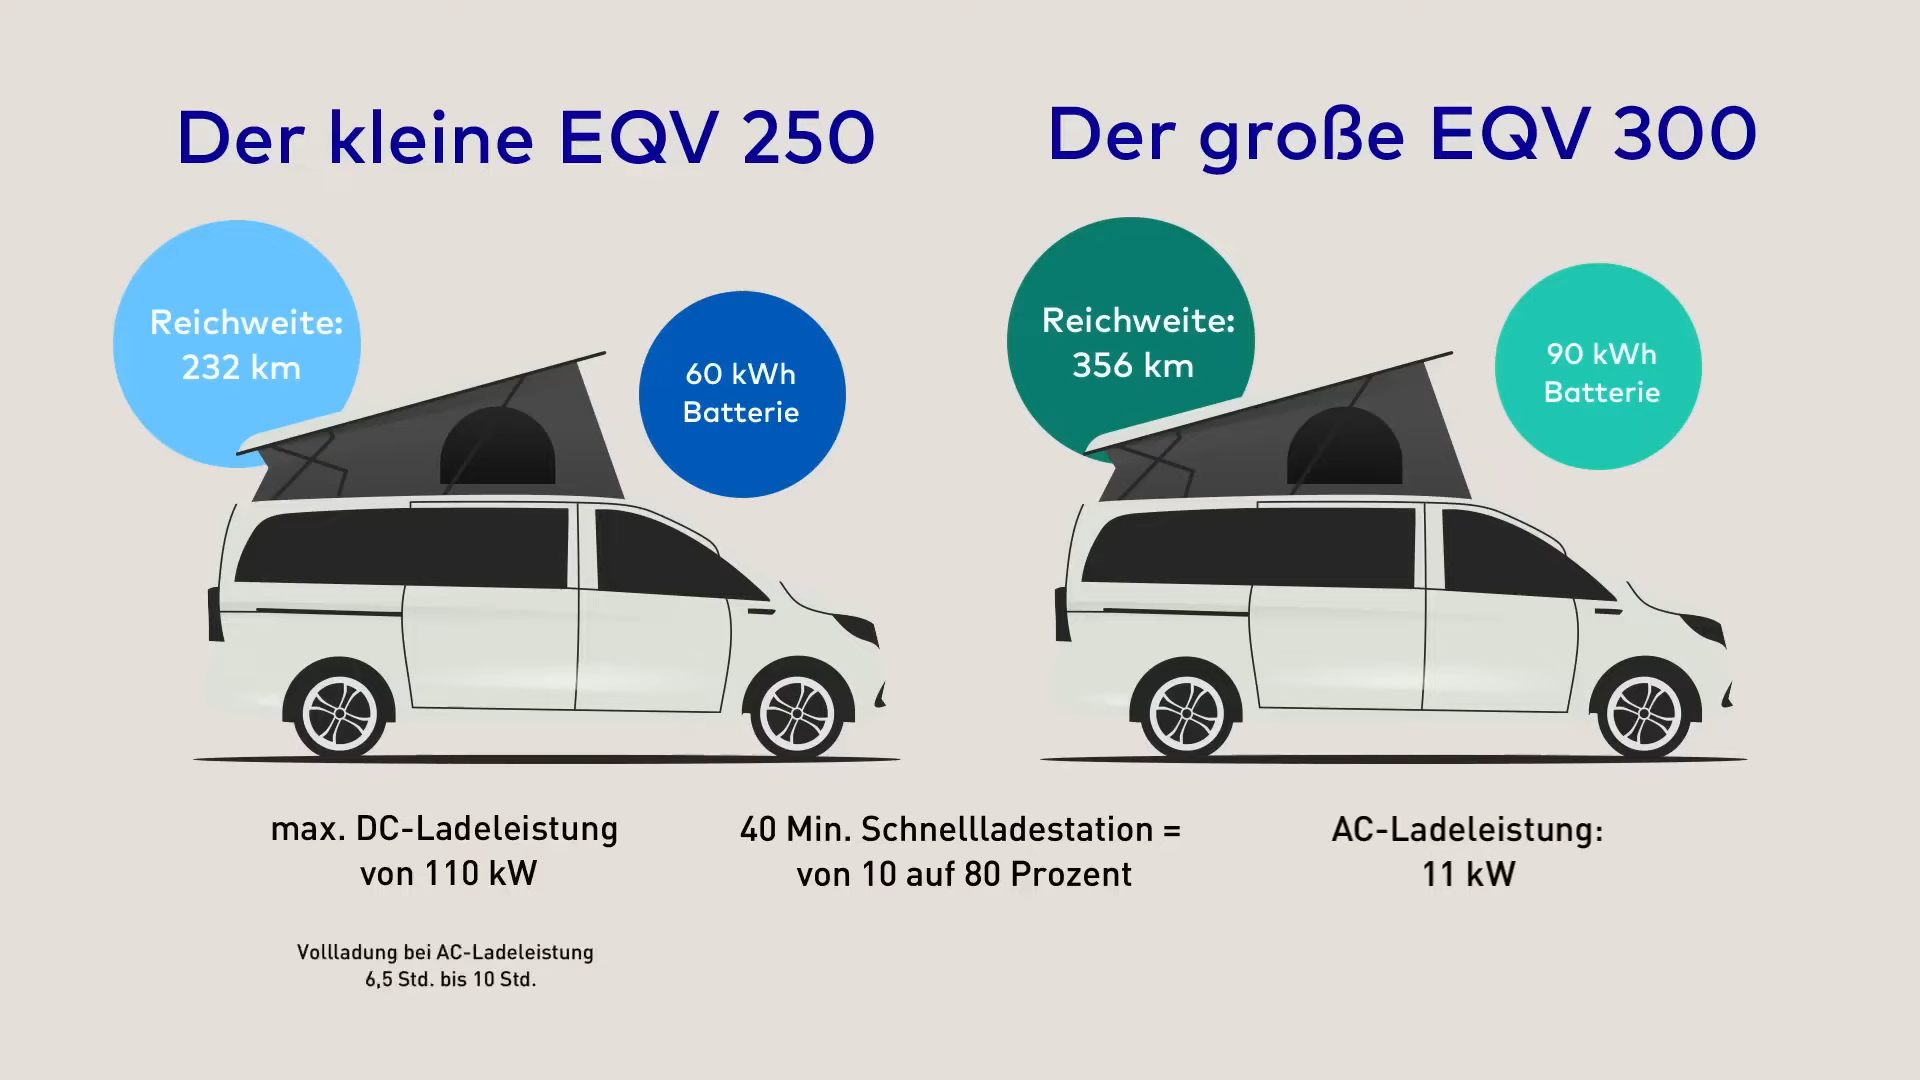 Der kleine EQV 250
Reichweite:
232 km
60 kWh
Batterie
Der große EQV 300
Reichweite:
356 km
90 kWh
Batterie
max. DC-Ladeleistung
von 110 kW
40 Min. Schnellladestation =
von 10 auf 80 Prozent
AC-Ladeleistung:
11 kW
Vollladung bei AC-Ladeleistung
6,5 Std. bis 10 Std.